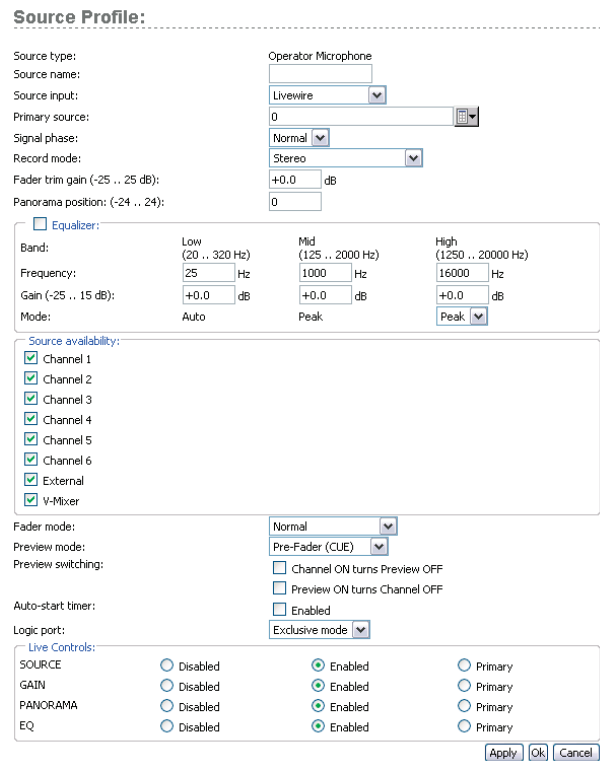 Source Profile:
Source type: Operator Microphone
Source name:
Source input: Livewire
Primary source: 0
Signal phase: Normal
Record mode: Stereo
Fader trim gain (-25 .. 25 dB): +0.0 dB
Panorama position: (-24 .. 24): 0
Equalizer:
Band: Low (20 .. 320 Hz) Mid (125 .. 2000 Hz) High (1250 .. 20000 Hz)
Frequency: 25 Hz 1000 Hz 16000 Hz
Gain (-25 .. 15 dB): +0.0 dB +0.0 dB +0.0 dB
Mode: Auto Peak Peak
Source availability:
Channel 1
Channel 2
Channel 3
Channel 4
Channel 5
Channel 6
External
V-Mixer
Fader mode: Normal
Preview mode: Pre-Fader (CUE)
Preview switching: Channel ON turns Preview OFF
Preview ON turns Channel OFF
Auto-start timer: Enabled
Logic port: Exclusive mode
Live Controls:
SOURCE Disabled Enabled Primary
GAIN Disabled Enabled Primary
PANORAMA Disabled Enabled Primary
EQ Disabled Enabled Primary
Apply Ok Cancel